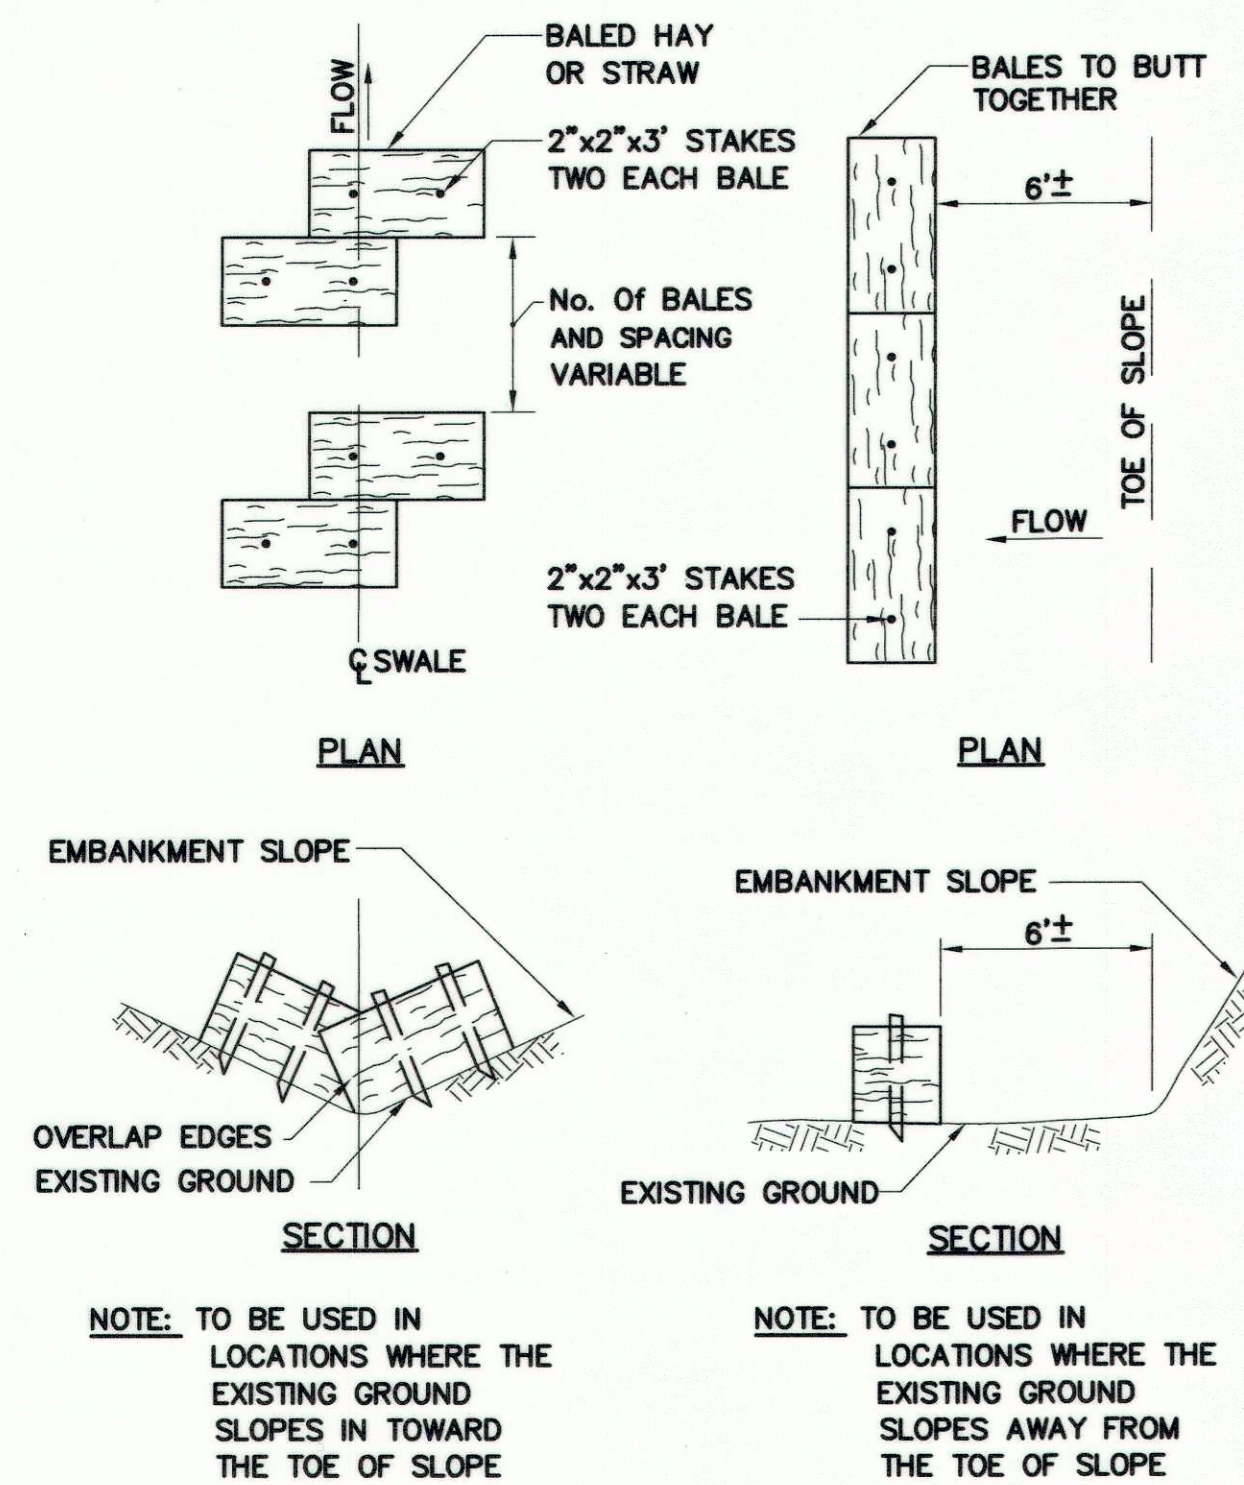 FLOW
BALED HAY
OR STRAW
2"x2"x3' STAKES
TWO EACH BALE
No. Of BALES
AND SPACING
VARIABLE
℄ SWALE
PLAN
BALES TO BUTT
TOGETHER
6'±
TOE OF SLOPE
FLOW
2"x2"x3' STAKES
TWO EACH BALE
PLAN
EMBANKMENT SLOPE
OVERLAP EDGES
EXISTING GROUND
SECTION
NOTE: TO BE USED IN
LOCATIONS WHERE THE
EXISTING GROUND
SLOPES IN TOWARD
THE TOE OF SLOPE
EMBANKMENT SLOPE
6'±
EXISTING GROUND
SECTION
NOTE: TO BE USED IN
LOCATIONS WHERE THE
EXISTING GROUND
SLOPES AWAY FROM
THE TOE OF SLOPE